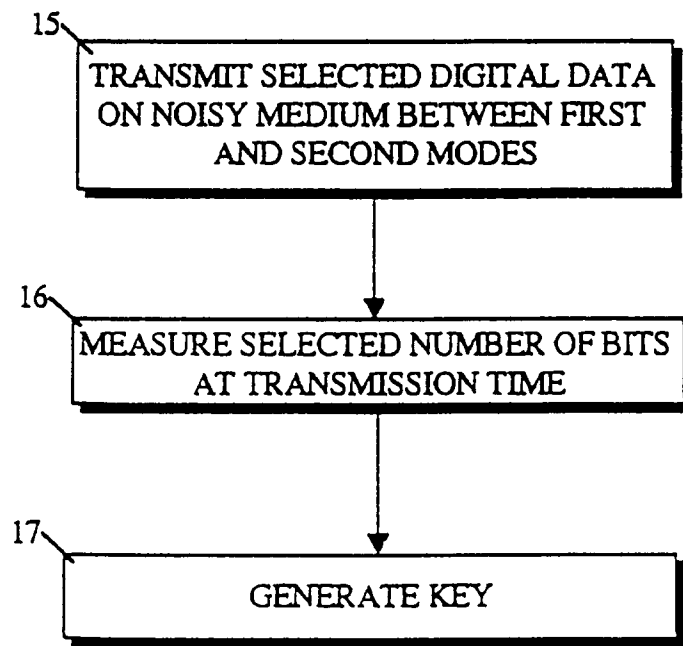 15
TRANSMIT SELECTED DIGITAL DATA
ON NOISY MEDIUM BETWEEN FIRST
AND SECOND MODES
16
MEASURE SELECTED NUMBER OF BITS
AT TRANSMISSION TIME
17
GENERATE KEY